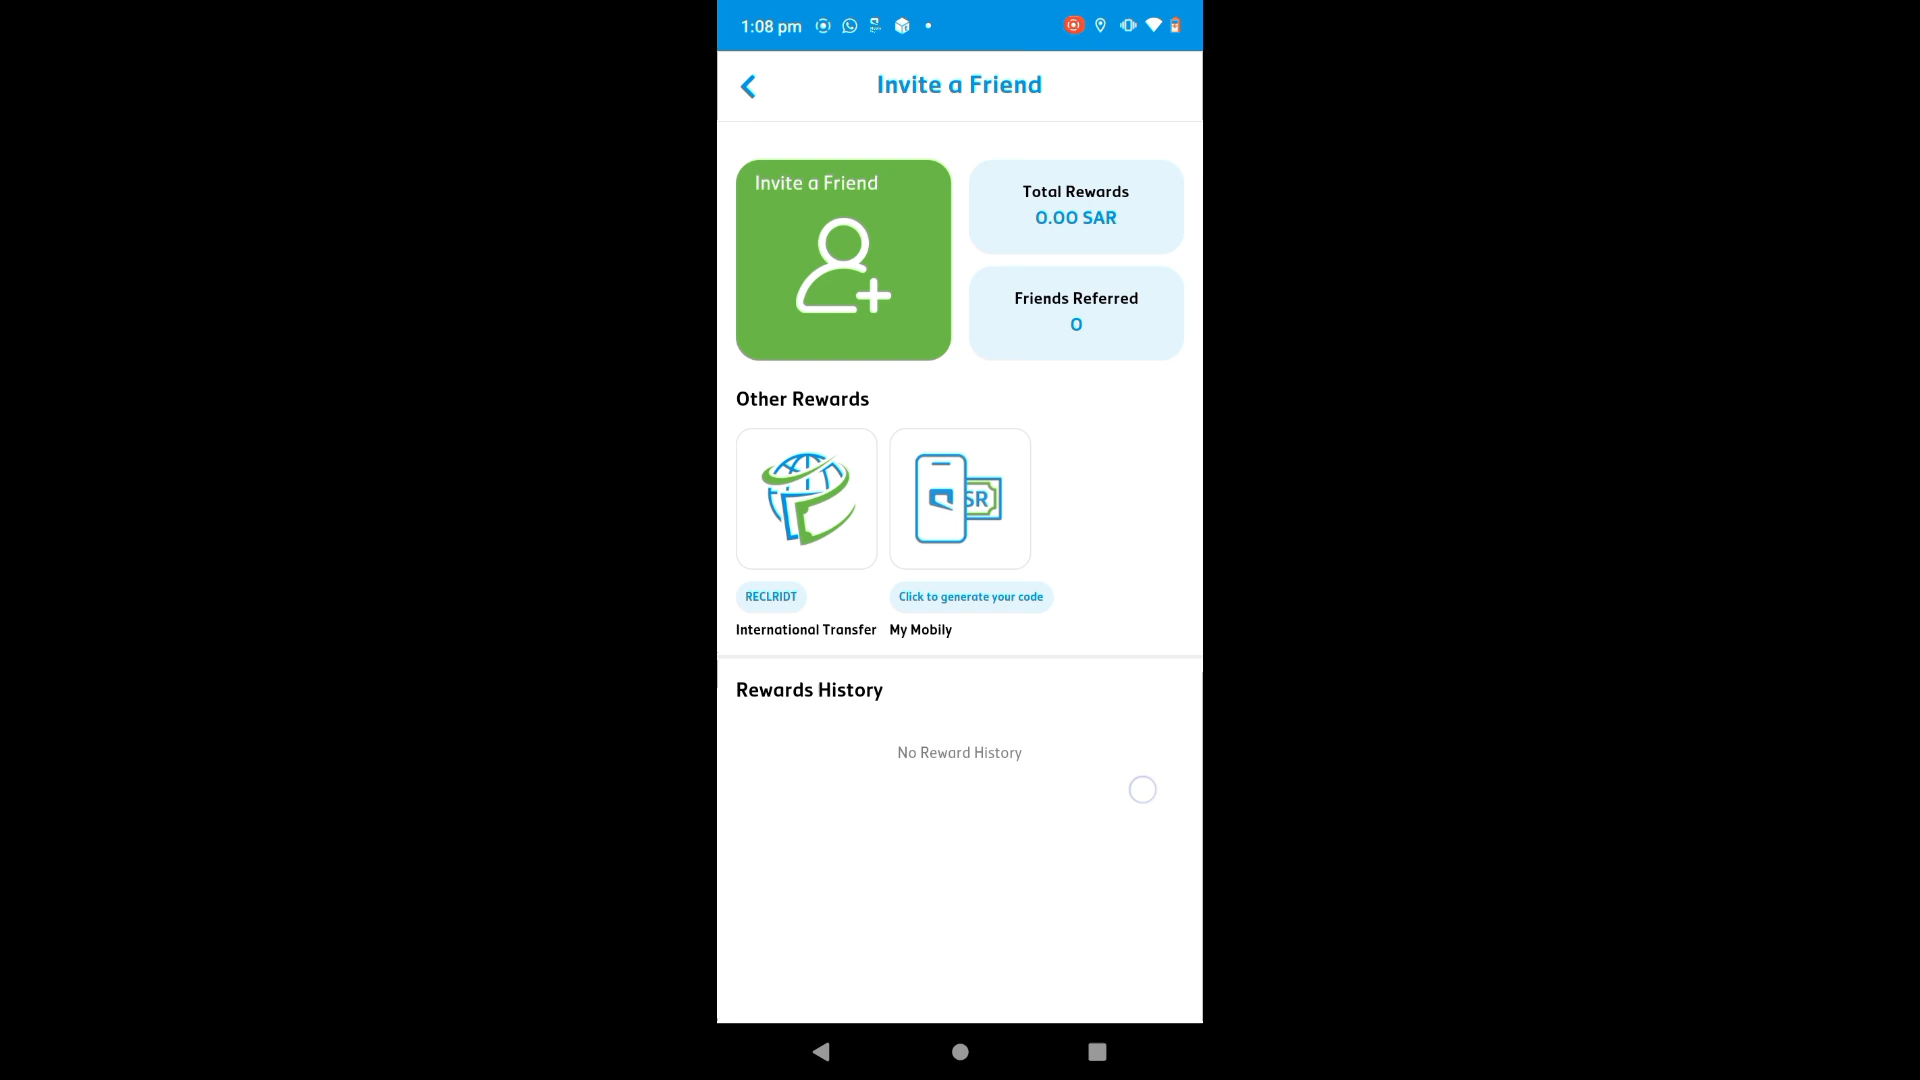 1:08 pm
Invite a Friend
Invite a Friend
Total Rewards
0.00 SAR
Friends Referred
0
Other Rewards
SR
RECLRIDT
Click to generate your code
International Transfer
My Mobily
Rewards History
No Reward History